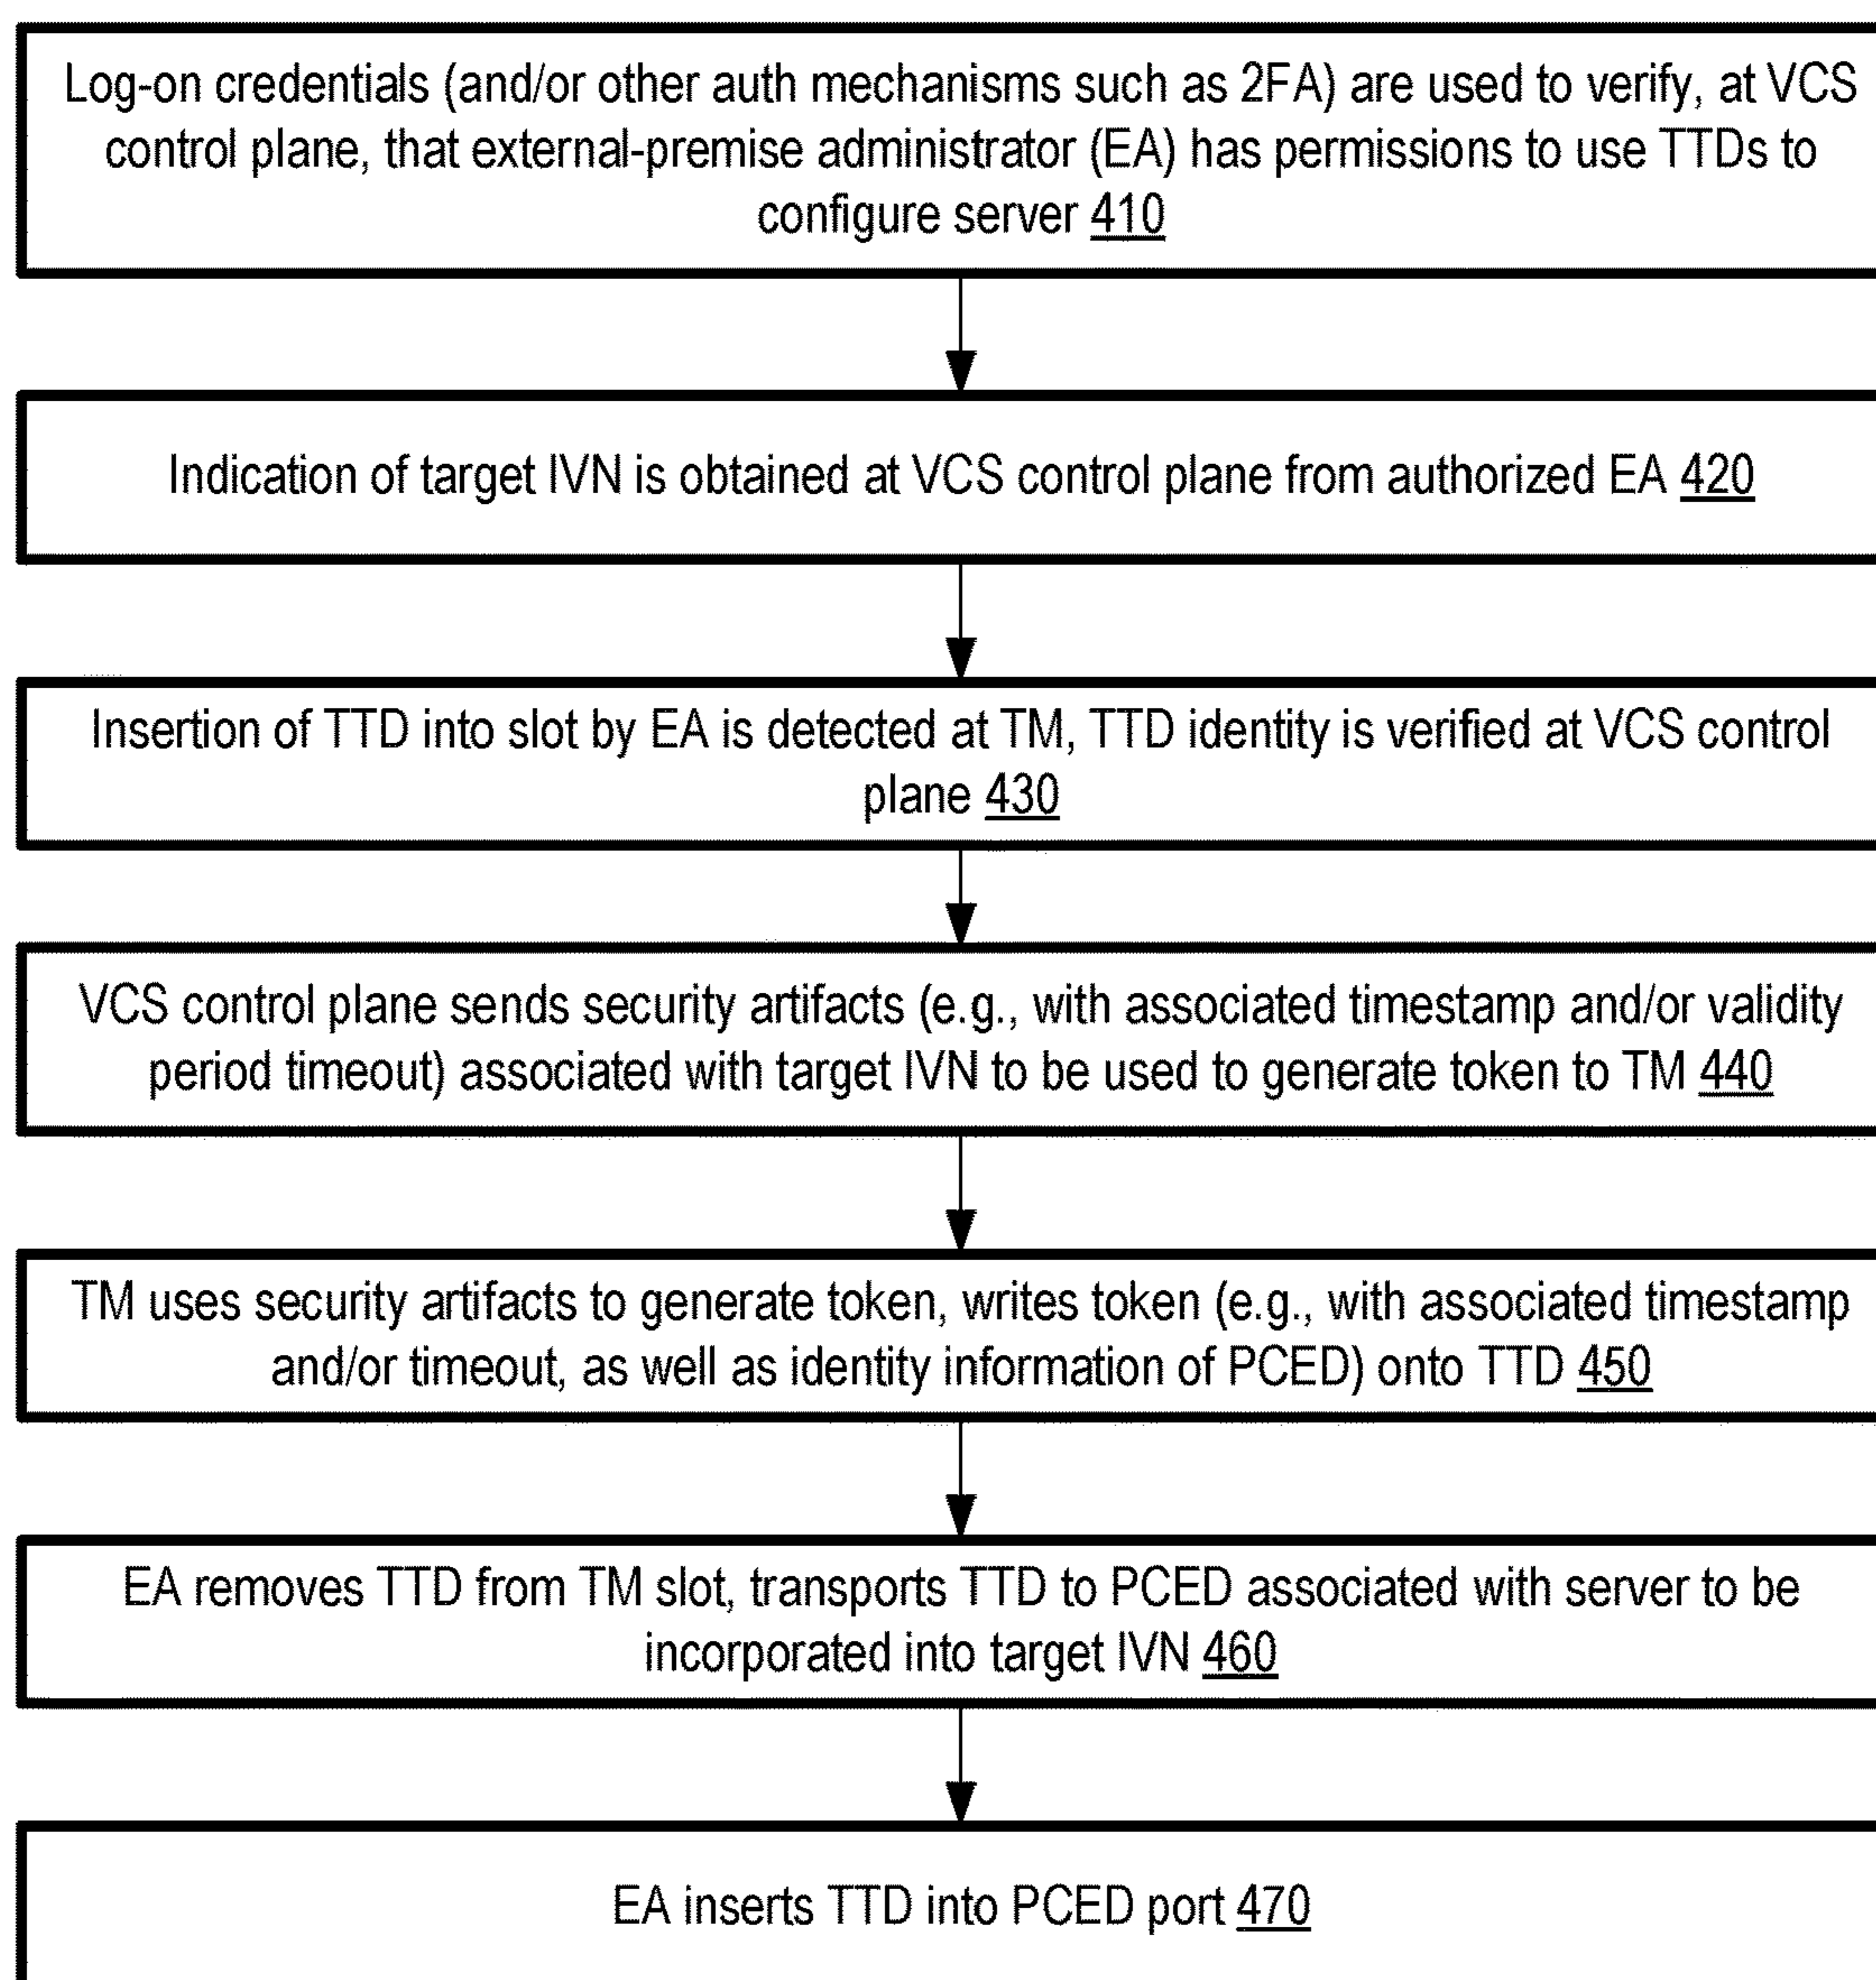 Log-on credentials (and/or other auth mechanisms such as 2FA) are used to verify, at VCS
control plane, that external-premise administrator (EA) has permissions to use TTDs to
configure server 410
Indication of target IVN is obtained at VCS control plane from authorized EA 420
Insertion of TTD into slot by EA is detected at TM, TTD identity is verified at VCS control
plane 430
VCS control plane sends security artifacts (e.g., with associated timestamp and/or validity
period timeout) associated with target IVN to be used to generate token to TM 440
TM uses security artifacts to generate token, writes token (e.g., with associated timestamp
and/or timeout, as well as identity information of PCED) onto TTD 450
EA removes TTD from TM slot, transports TTD to PCED associated with server to be
incorporated into target IVN 460
EA inserts TTD into PCED port 470